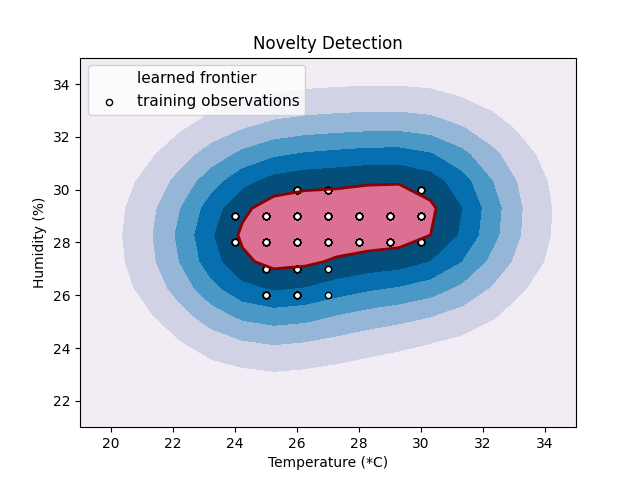 Novelty Detection
learned frontier
training observations
34
32
30
28
26
24
22
Humidity (%)
20 22 24 26 28 30 32 34
Temperature (*C)